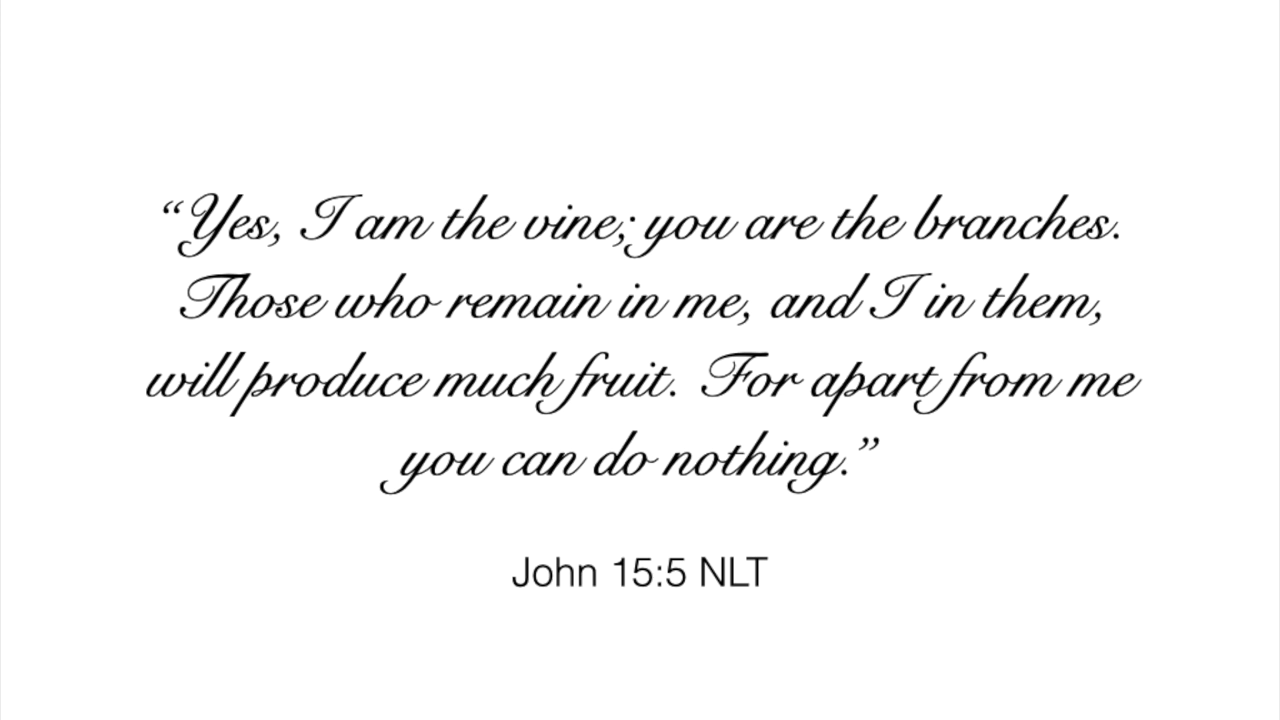 “Yes, I am the vine; you are the branches.
Those who remain in me, and I in them,
will produce much fruit. For apart from me
you can do nothing.”
John 15:5 NLT